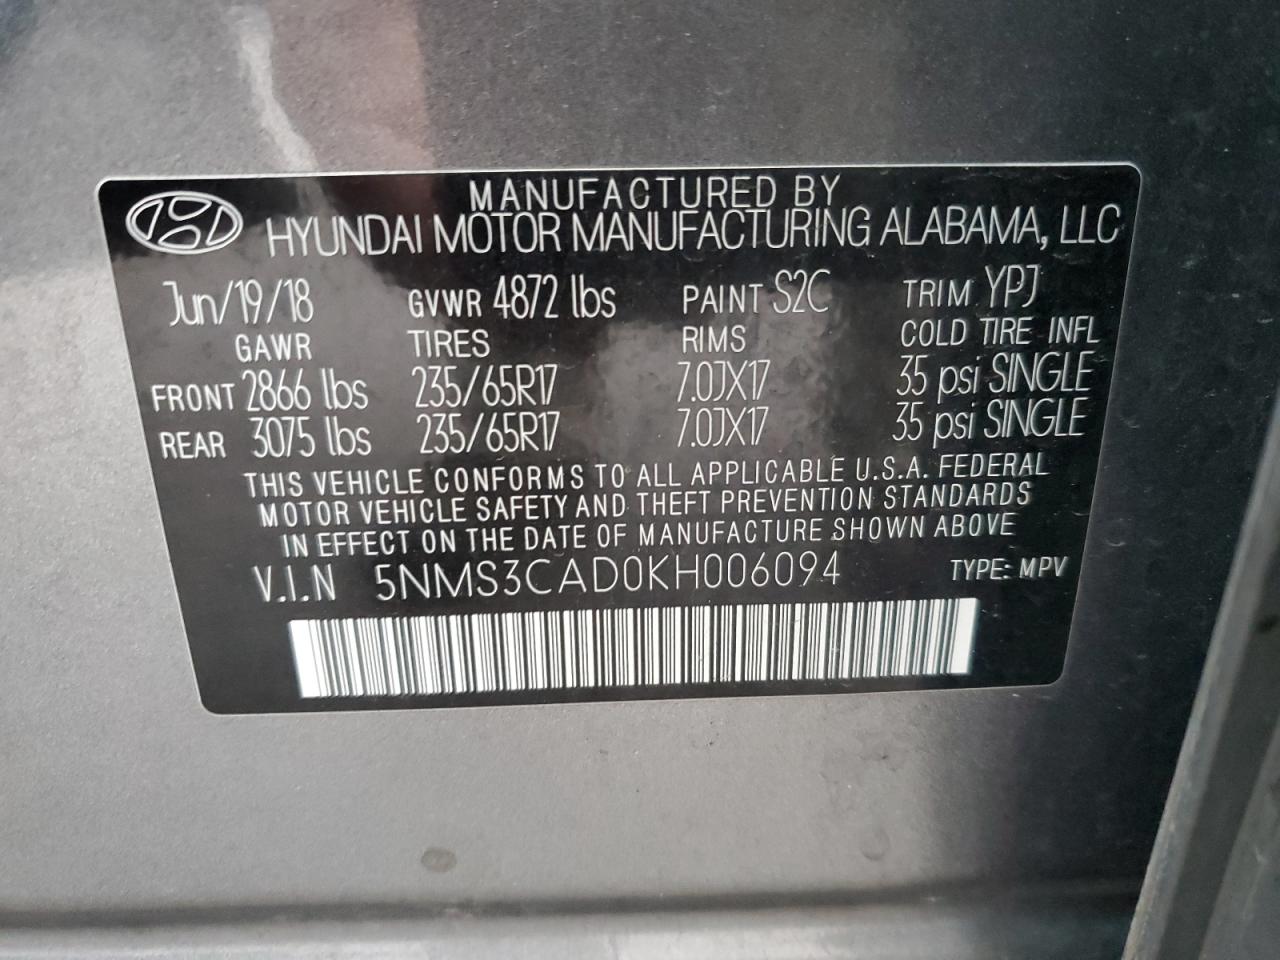 MANUFACTURED BY
HYUNDAI MOTOR MANUFACTURING ALABAMA, LLC
Jun/19/18 GVWR 4872 lbs PAINT S2C TRIM YPJ
GAWR TIRES RIMS COLD TIRE INFL
FRONT 2866 lbs 235/65R17 7.0JX17 35 psi SINGLE
REAR 3075 lbs 235/65R17 7.0JX17 35 psi SINGLE
THIS VEHICLE CONFORMS TO ALL APPLICABLE U.S.A. FEDERAL
MOTOR VEHICLE SAFETY AND THEFT PREVENTION STANDARDS
IN EFFECT ON THE DATE OF MANUFACTURE SHOWN ABOVE
V.I.N 5NMS3CAD0KH006094 TYPE: MPV